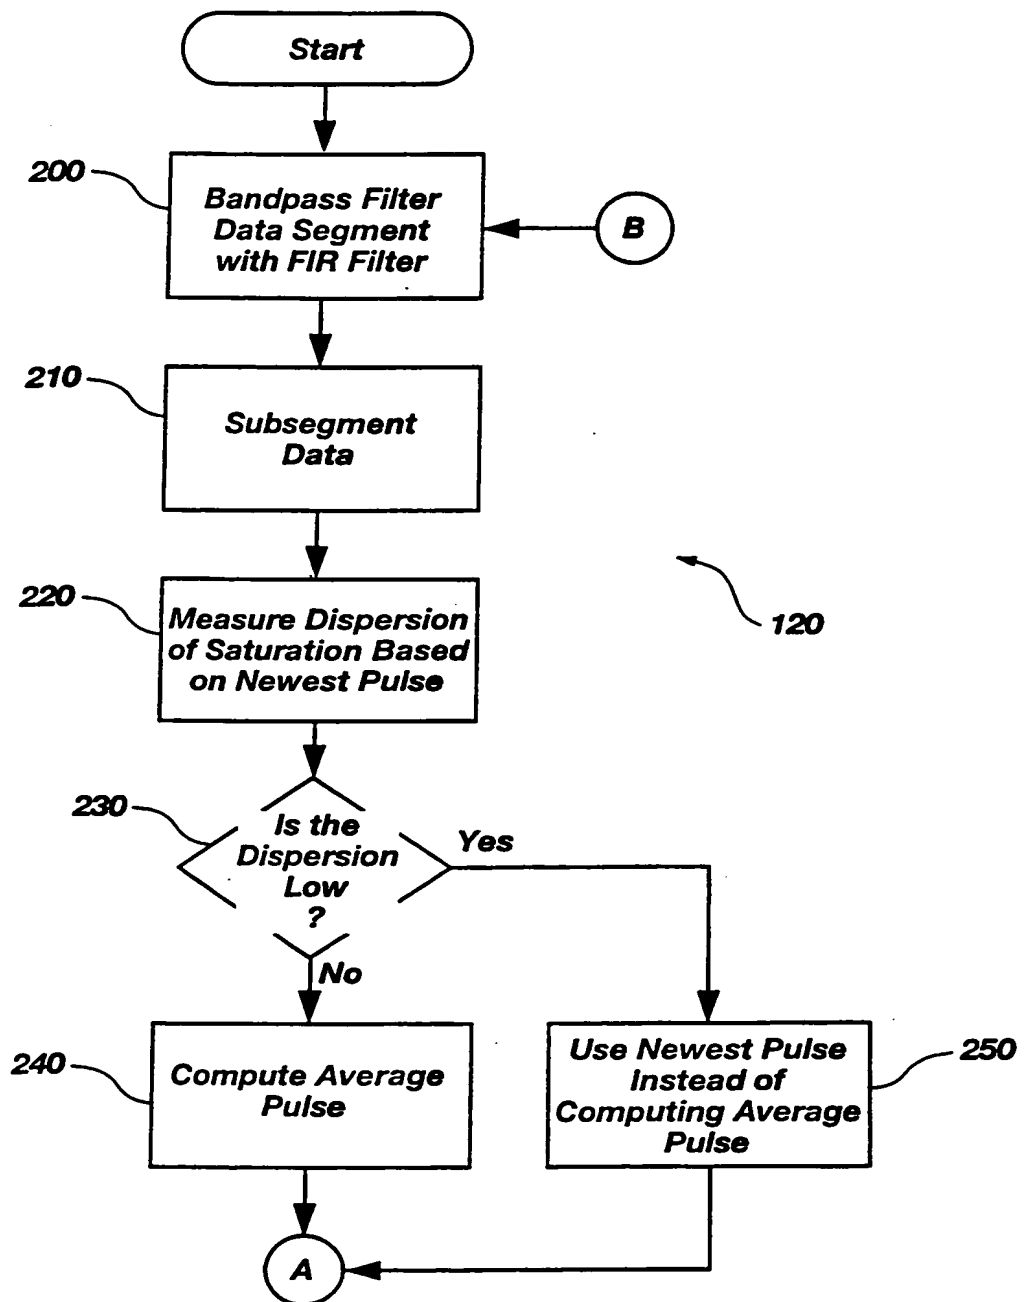 Start
200
Bandpass Filter
Data Segment
with FIR Filter
B
210
Subsegment
Data
220
Measure Dispersion
of Saturation Based
on Newest Pulse
120
230
Is the
Dispersion
Low
?
Yes
No
240
Compute Average
Pulse
Use Newest Pulse
Instead of
Computing Average
Pulse
250
A